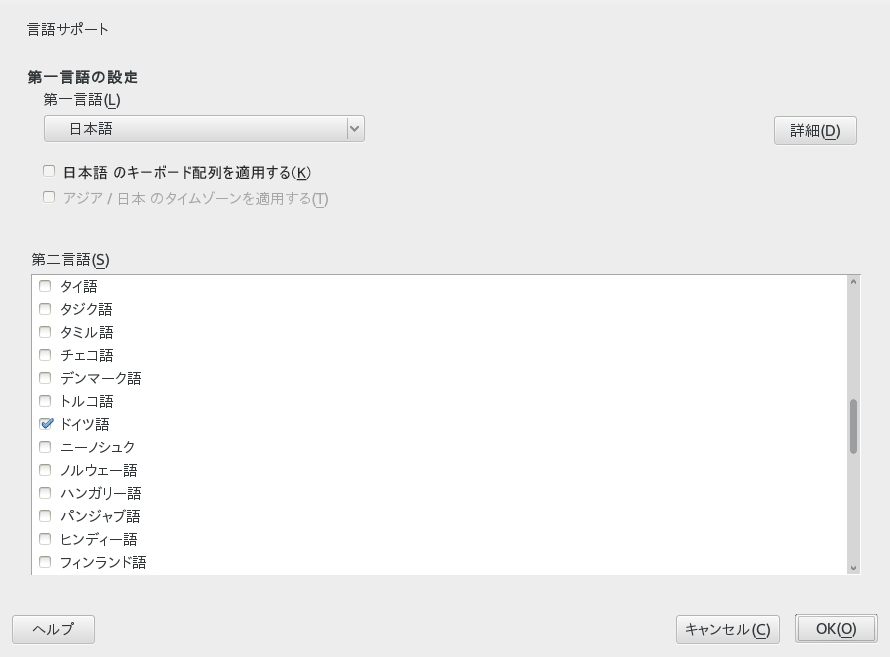 言語サポート
第一言語の設定
第一言語(L)
日本語
詳細(D)
日本語 のキーボード配列を適用する(K)
アジア / 日本 のタイムゾーンを適用する(T)
第二言語(S)
タイ語
タジク語
タミル語
チェコ語
デンマーク語
トルコ語
ドイツ語
ニーノシュク
ノルウェー語
ハンガリー語
パンジャブ語
ヒンディー語
フィンランド語
ヘルプ
キャンセル(C)
OK(O)